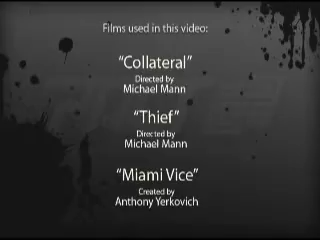 Films used in this video:
“Collateral”
Directed by
Michael Mann
“Thief”
Directed by
Michael Mann
“Miami Vice”
Created by
Anthony Yerkovich